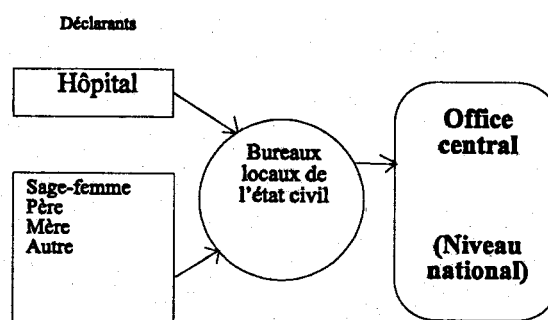 Déclarants
Hôpital
Sage-femme
Père
Mère
Autre
Bureaux
locaux de
l'état civil
Office
central
(Niveau
national)